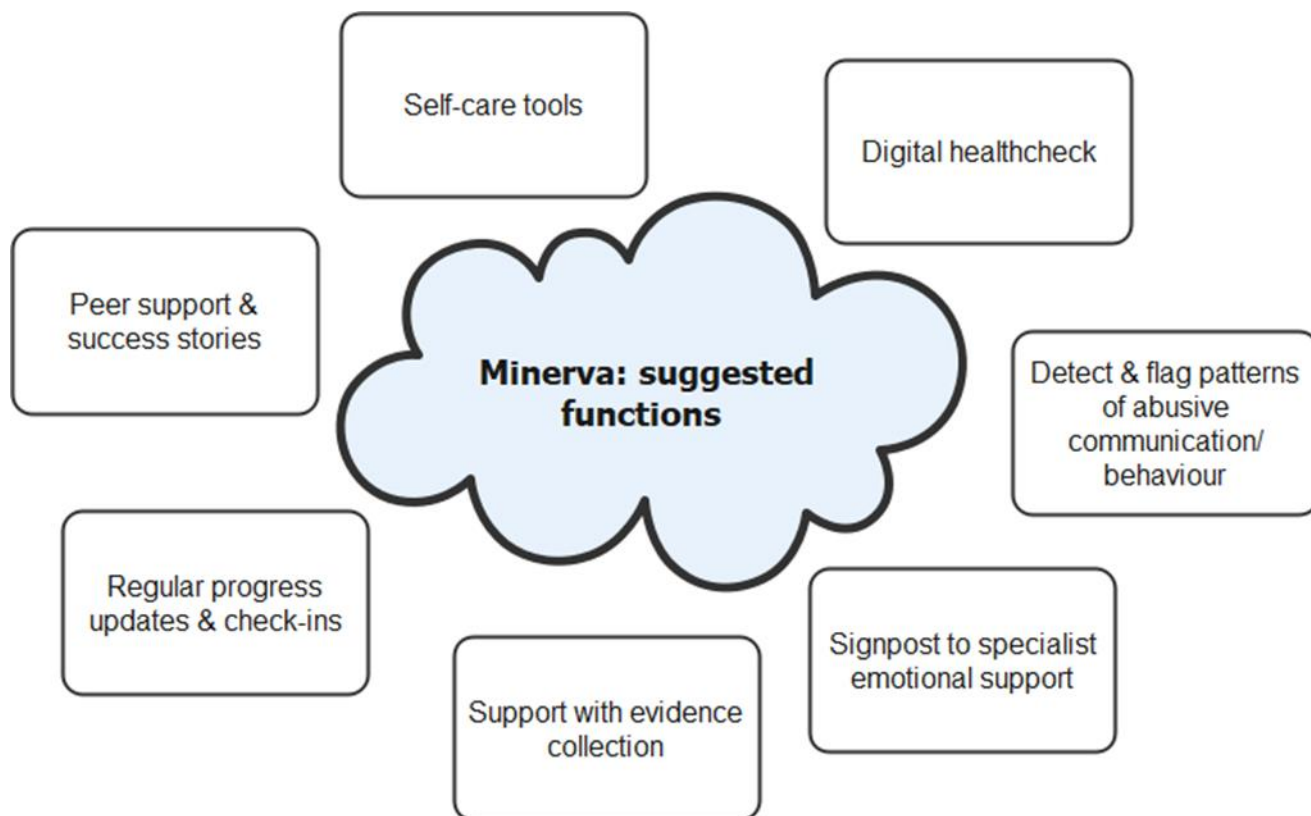 Self-care tools
Digital healthcheck
Peer support &
success stories
Minerva: suggested
functions
Detect & flag patterns
of abusive
communication/
behaviour
Regular progress
updates & check-ins
Signpost to specialist
emotional support
Support with evidence
collection